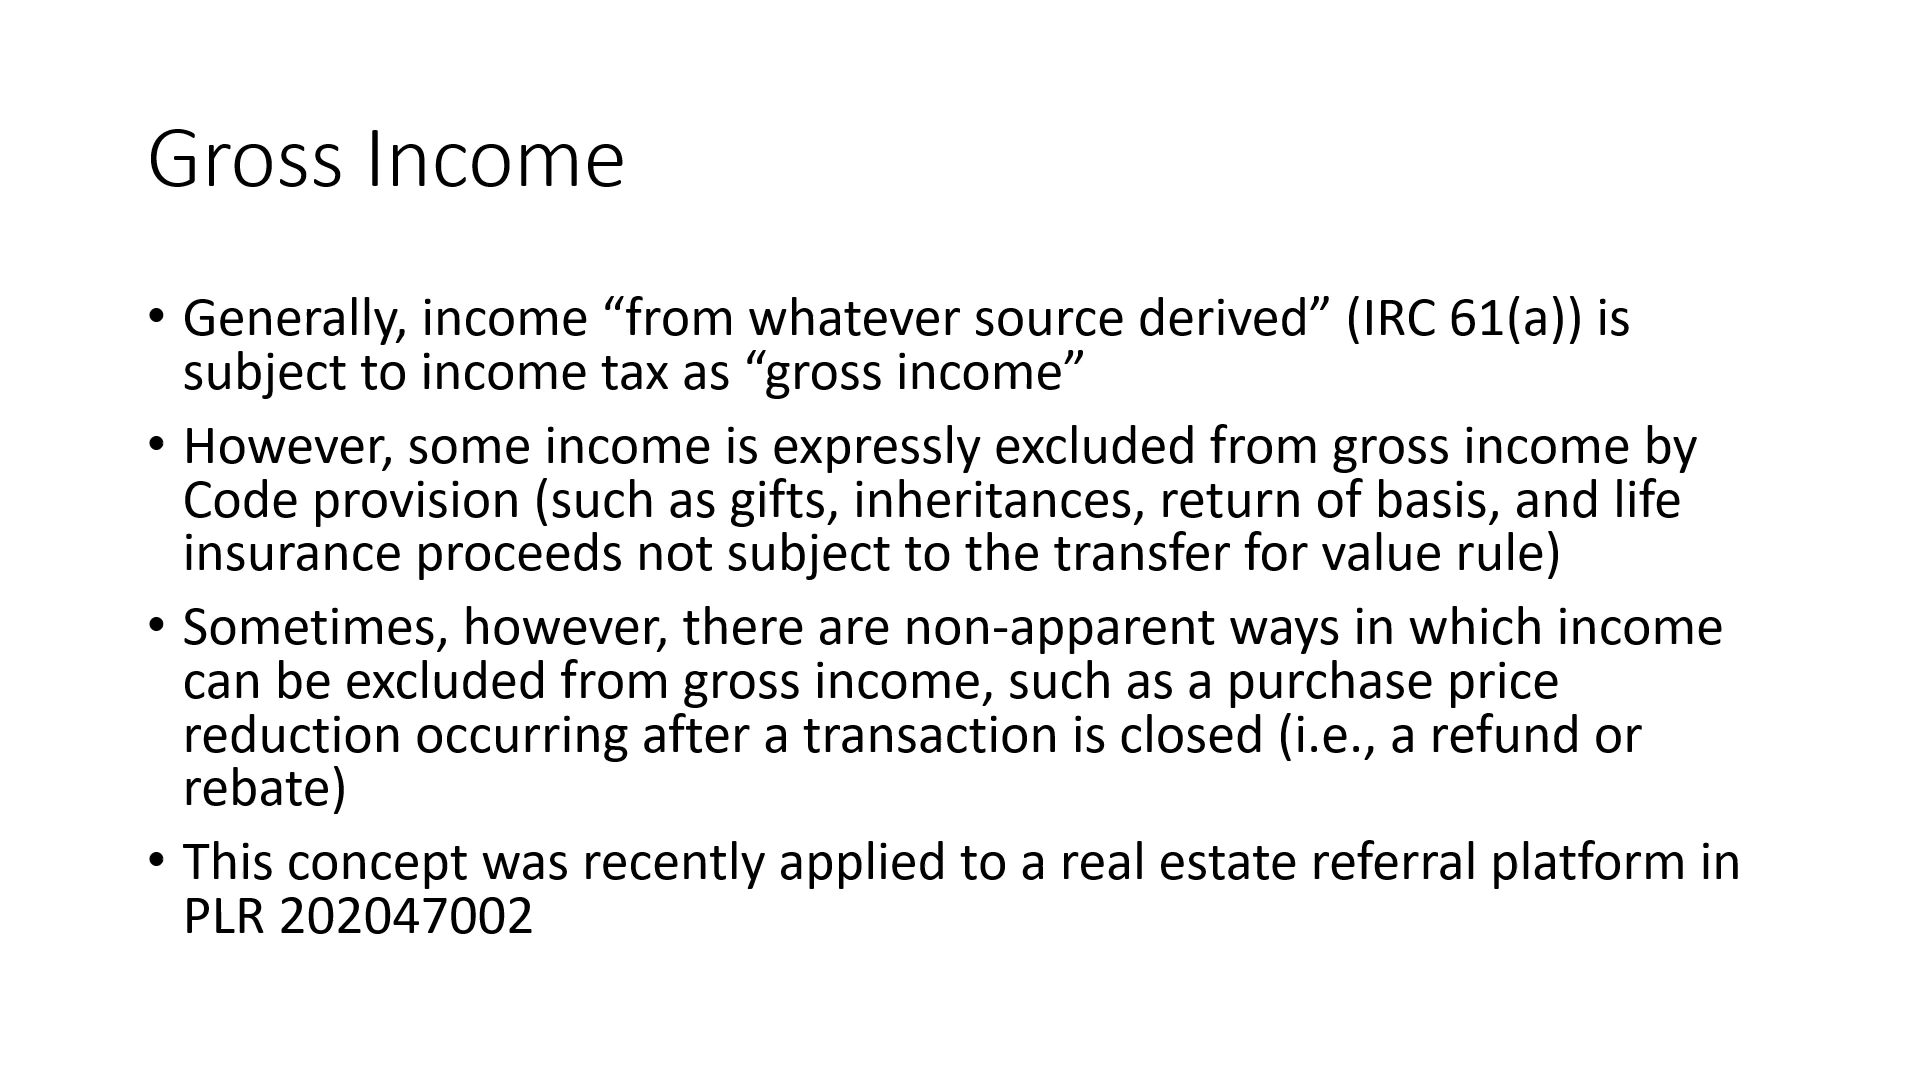 Gross Income
• Generally, income “from whatever source derived” (IRC 61(a)) is
subject to income tax as “gross income”
• However, some income is expressly excluded from gross income by
Code provision (such as gifts, inheritances, return of basis, and life
insurance proceeds not subject to the transfer for value rule)
• Sometimes, however, there are non-apparent ways in which income
can be excluded from gross income, such as a purchase price
reduction occurring after a transaction is closed (i.e., a refund or
rebate)
• This concept was recently applied to a real estate referral platform in
PLR 202047002